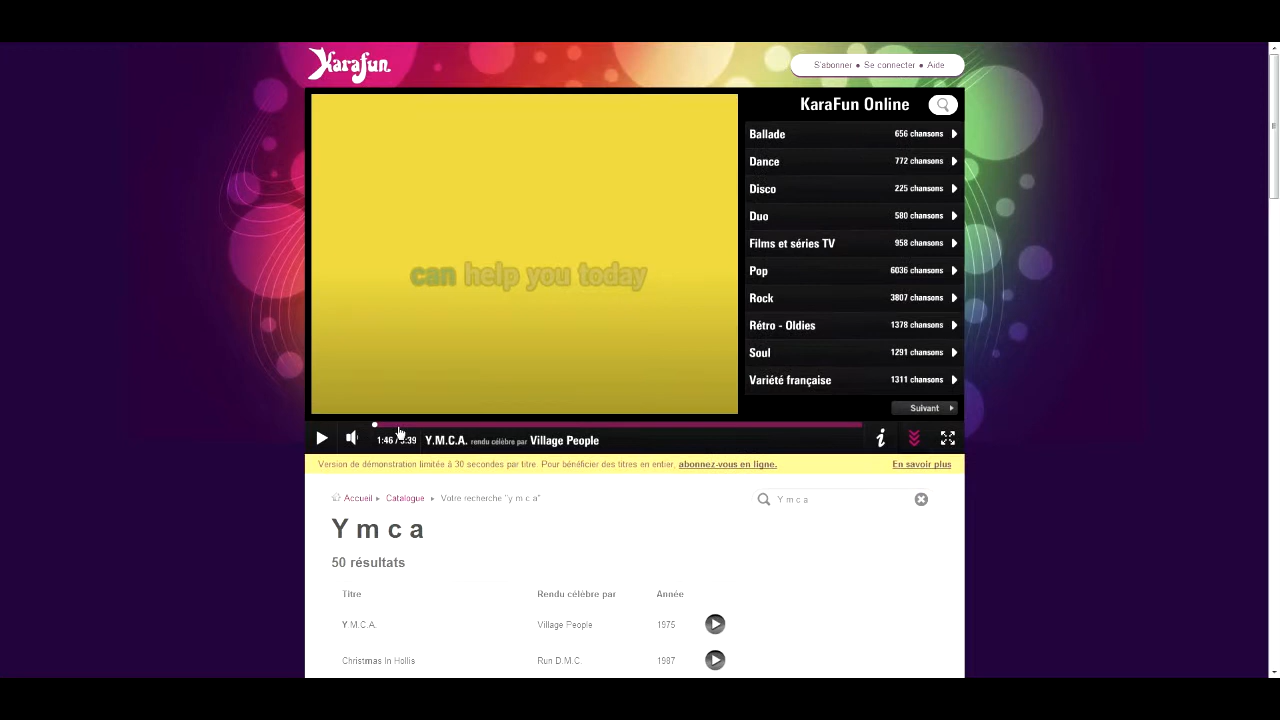 Karafun
S'abonner ● Se connecter ● Aide
KaraFun Online
Ballade 656 chansons
Dance 772 chansons
Disco 225 chansons
Duo 580 chansons
Films et séries TV 958 chansons
Pop 6036 chansons
Rock 3807 chansons
Rétro - Oldies 1378 chansons
Soul 1291 chansons
Variété française 1311 chansons
Suivant
can help you today
1:46 / :39 Y.M.C.A. rendu célèbre par Village People
Version de démonstration limitée à 30 secondes par titre. Pour bénéficier des titres en entier, abonnez-vous en ligne. En savoir plus
Accueil ▸ Catalogue ▸ Votre recherche "y m c a"
Y m c a
Y m c a
50 résultats
Titre Rendu célèbre par Année
Y.M.C.A. Village People 1975
Christmas In Hollis Run D.M.C. 1987